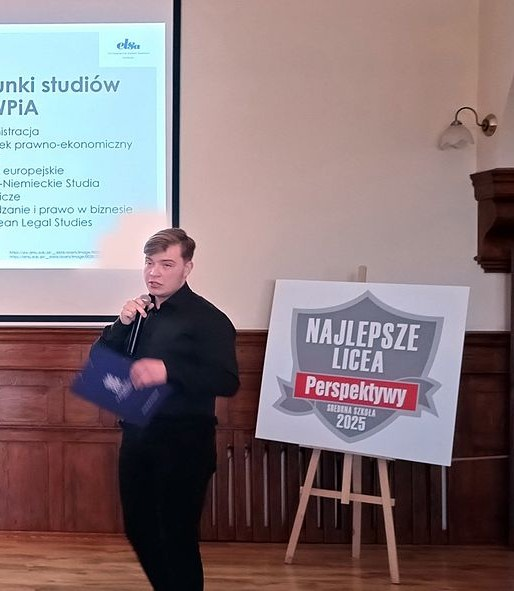 elsa
unki studiów
WPiA
istracja
ek prawno-ekonomiczny
europejskie
-Niemieckie Studia
icze
dzanie i prawo w biznesie
ean Legal Studies
NAJLEPSZE
LICEA
Perspektywy
SREBRNA SZKOŁA
2025